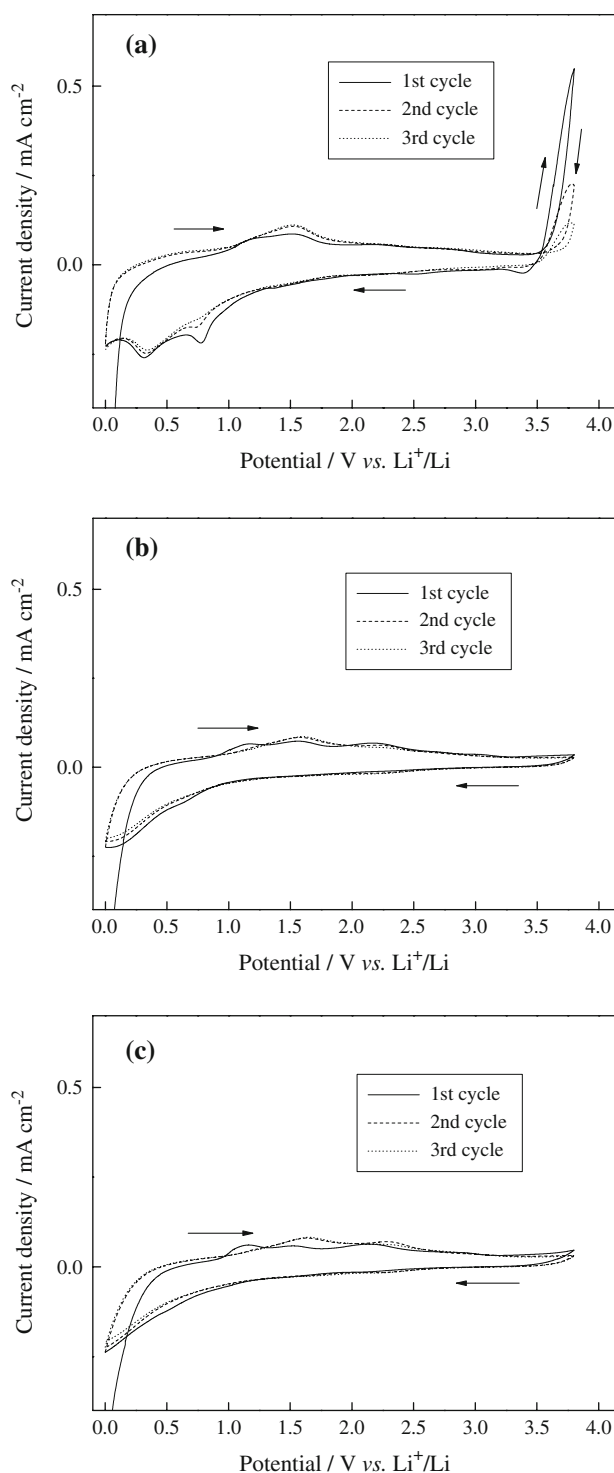 (a)
1st cycle
2nd cycle
3rd cycle
0.5
0.0
Current density / mA cm⁻²
0.0 0.5 1.0 1.5 2.0 2.5 3.0 3.5 4.0
Potential / V vs. Li⁺/Li
(b)
1st cycle
2nd cycle
3rd cycle
0.5
0.0
Current density / mA cm⁻²
0.0 0.5 1.0 1.5 2.0 2.5 3.0 3.5 4.0
Potential / V vs. Li⁺/Li
(c)
1st cycle
2nd cycle
3rd cycle
0.5
0.0
Current density / mA cm⁻²
0.0 0.5 1.0 1.5 2.0 2.5 3.0 3.5 4.0
Potential / V vs. Li⁺/Li